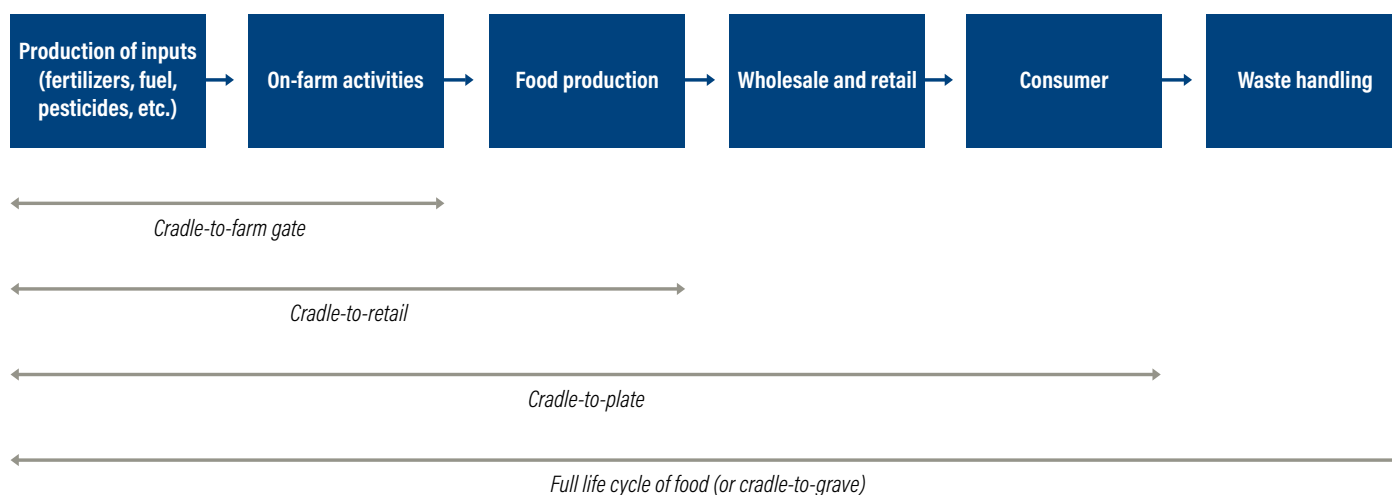 Production of inputs
(fertilizers, fuel,
pesticides, etc.)
On-farm activities
Food production
Wholesale and retail
Consumer
Waste handling
Cradle-to-farm gate
Cradle-to-retail
Cradle-to-plate
Full life cycle of food (or cradle-to-grave)